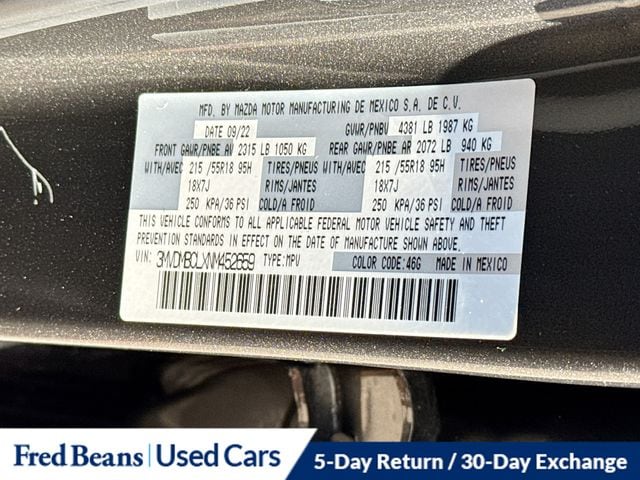 MFD. BY MAZDA MOTOR MANUFACTURING DE MEXICO S.A. DE C.V.
DATE 09/22 GVWR/PNBV 4381 LB 1987 KG
FRONT GAWR/PNBE AV 2315 LB 1050 KG REAR GAWR/PNBE AR 2072 LB 940 KG
WITH/AVEC 215 /55R18 95H TIRES/PNEUS WITH/AVEC 215 /55R18 95H TIRES/PNEUS
18X7J RIMS/JANTES 18X7J RIMS/JANTES
250 KPA/36 PSI COLD/A FROID 250 KPA/36 PSI COLD/A FROID
THIS VEHICLE CONFORMS TO ALL APPLICABLE FEDERAL MOTOR VEHICLE SAFETY AND THEFT
PREVENTION STANDARDS IN EFFECT ON THE DATE OF MANUFACTURE SHOWN ABOVE.
VIN: 3MVDMBCLXNM452659 TYPE:MPV COLOR CODE:46G MADE IN MEXICO
Fred Beans | Used Cars 5-Day Return / 30-Day Exchange